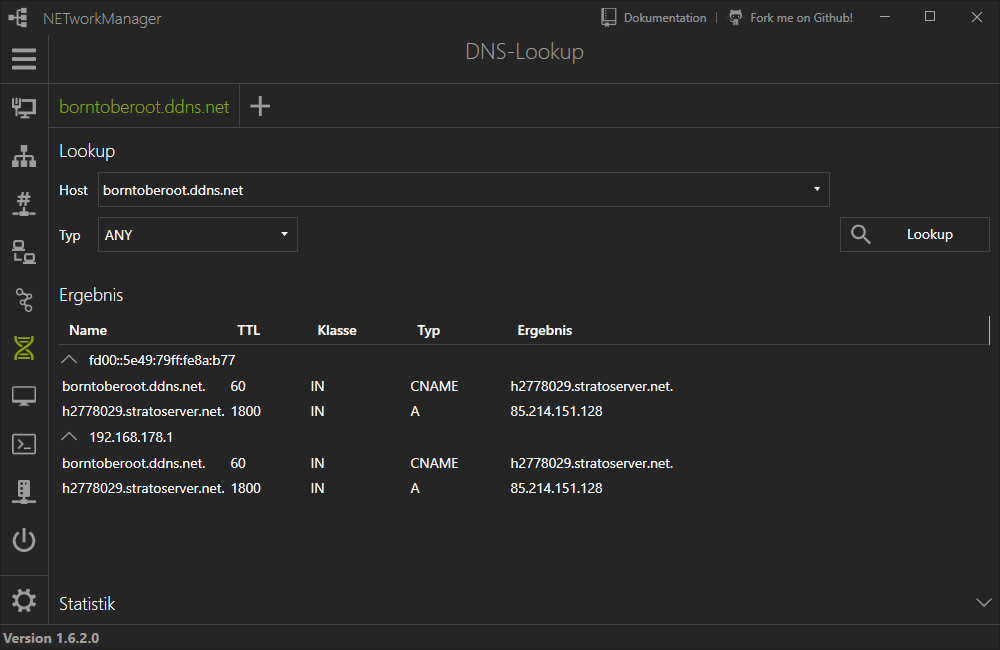 NETworkManager Dokumentation Fork me on Github!
DNS-Lookup
borntoberoot.ddns.net
Lookup
Host borntoberoot.ddns.net
Typ ANY Lookup
Ergebnis
Name TTL Klasse Typ Ergebnis
fd00::5e49:79ff:fe8a:b77
borntoberoot.ddns.net. 60 IN CNAME h2778029.stratoserver.net.
h2778029.stratoserver.net. 1800 IN A 85.214.151.128
192.168.178.1
borntoberoot.ddns.net. 60 IN CNAME h2778029.stratoserver.net.
h2778029.stratoserver.net. 1800 IN A 85.214.151.128
Statistik
Version 1.6.2.0